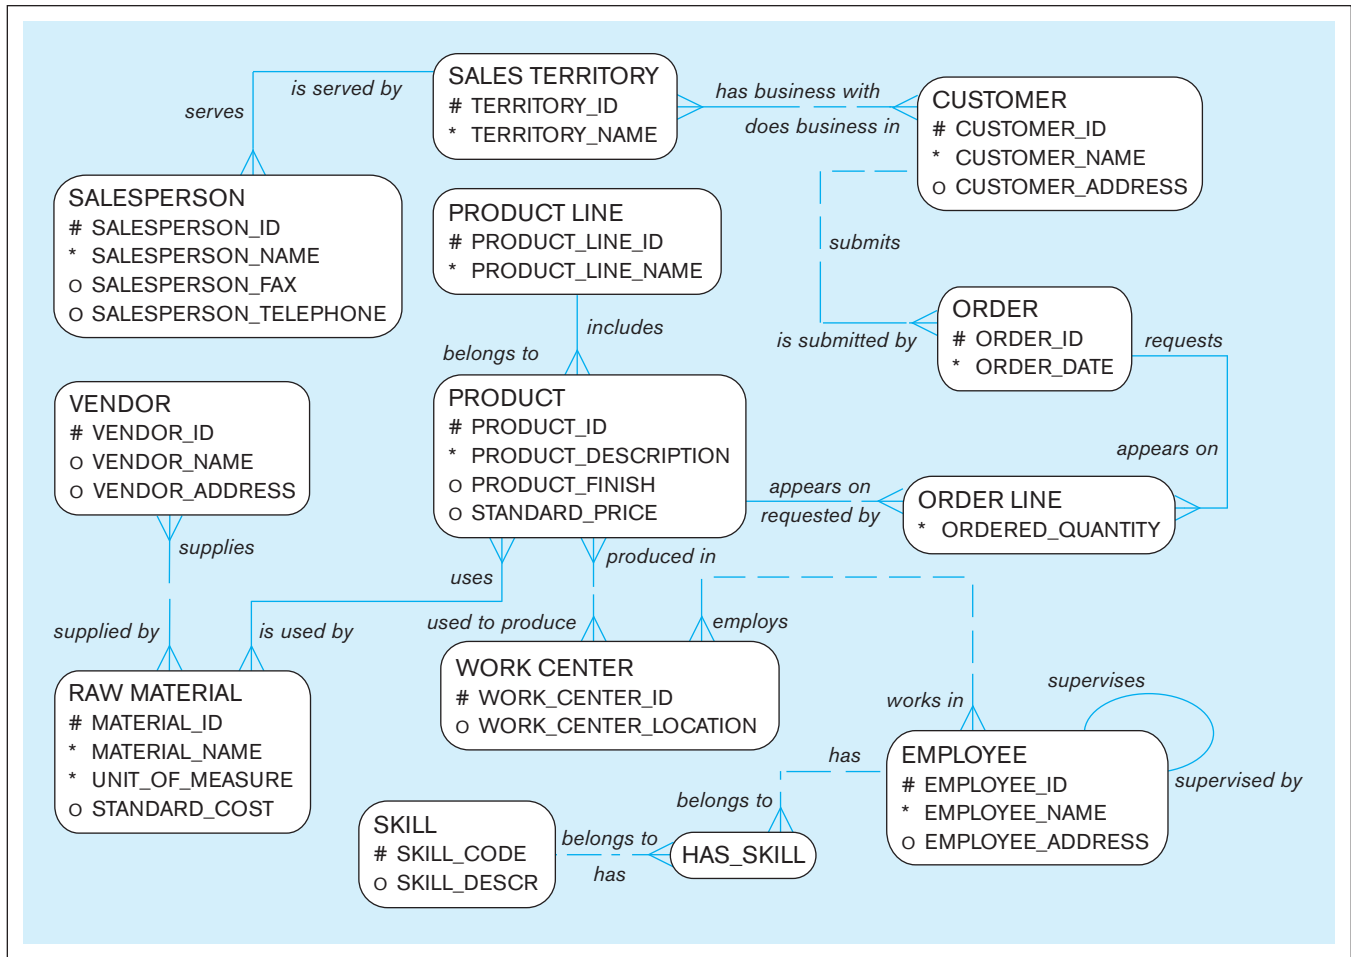 SALES TERRITORY
# TERRITORY_ID
* TERRITORY_NAME
is served by
serves
has business with
does business in
CUSTOMER
# CUSTOMER_ID
* CUSTOMER_NAME
O CUSTOMER_ADDRESS
SALESPERSON
# SALESPERSON_ID
* SALESPERSON_NAME
O SALESPERSON_FAX
O SALESPERSON_TELEPHONE
PRODUCT LINE
# PRODUCT_LINE_ID
* PRODUCT_LINE_NAME
submits
is submitted by
includes
belongs to
ORDER
# ORDER_ID
* ORDER_DATE
requests
appears on
VENDOR
# VENDOR_ID
O VENDOR_NAME
O VENDOR_ADDRESS
PRODUCT
# PRODUCT_ID
* PRODUCT_DESCRIPTION
O PRODUCT_FINISH
O STANDARD_PRICE
appears on
requested by
ORDER LINE
* ORDERED_QUANTITY
supplies
supplied by
uses
is used by
produced in
used to produce
employs
works in
RAW MATERIAL
# MATERIAL_ID
* MATERIAL_NAME
* UNIT_OF_MEASURE
O STANDARD_COST
WORK CENTER
# WORK_CENTER_ID
O WORK_CENTER_LOCATION
supervises
supervised by
EMPLOYEE
# EMPLOYEE_ID
* EMPLOYEE_NAME
O EMPLOYEE_ADDRESS
has
belongs to
SKILL
# SKILL_CODE
O SKILL_DESCR
belongs to
has
HAS_SKILL